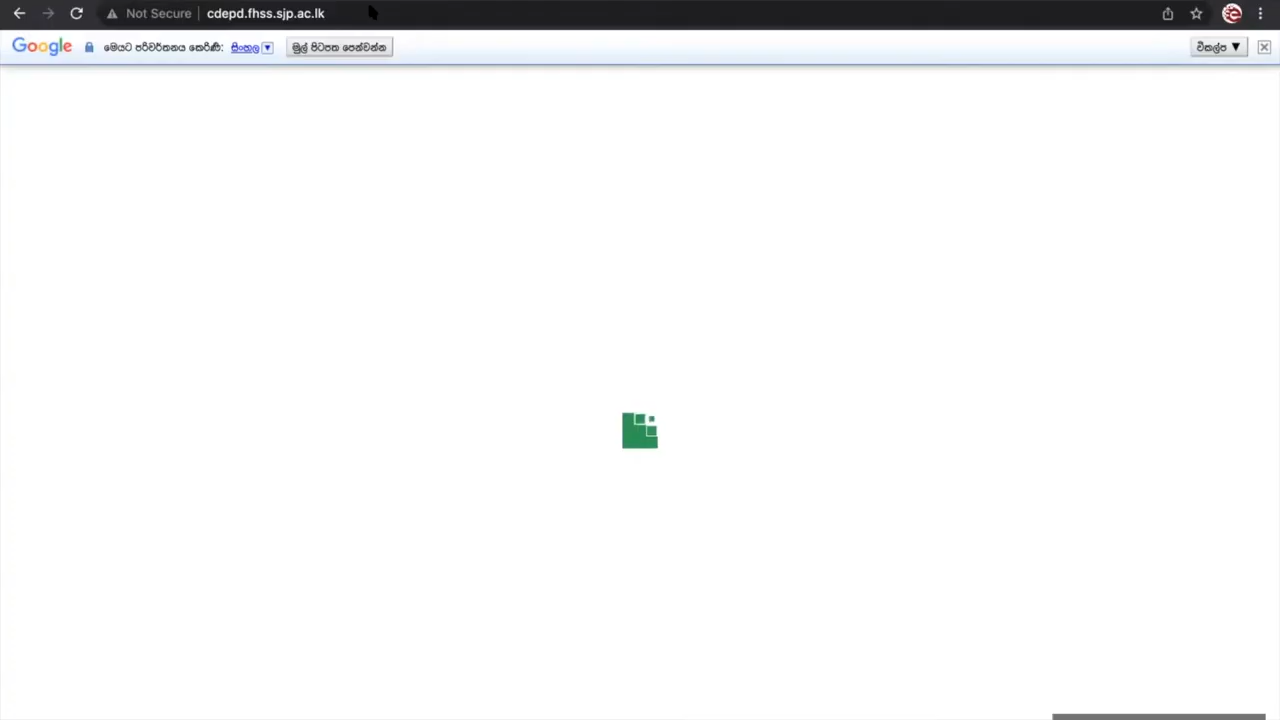 Not Secure cdepd.fhss.sjp.ac.lk
Google මෙයට පරිවර්තනය කෙරිණි: සිංහල ▼ මුල් පිටපත පෙන්වන්න විකල්ප ▼